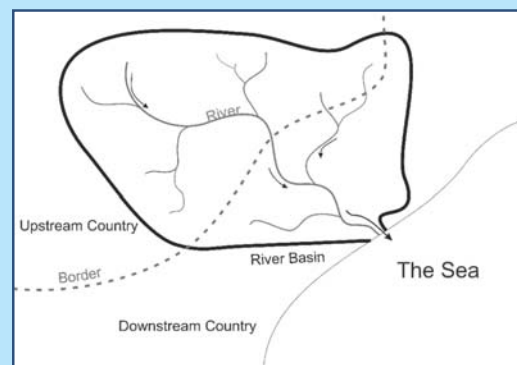 River
Upstream Country
River Basin
Border
The Sea
Downstream Country